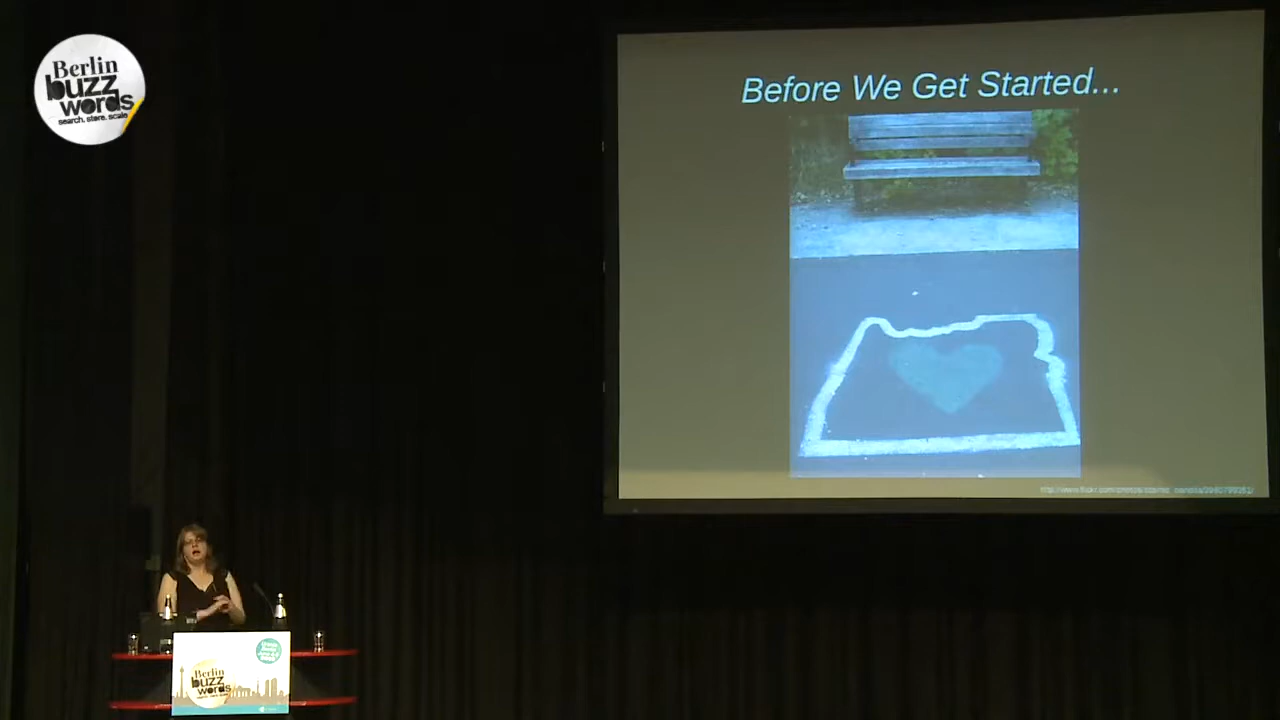 Berlin
buzz
words
search. store. scale
Before We Get Started...
Berlin
buzz
words